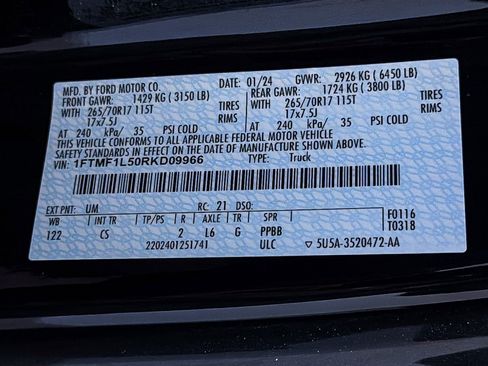 MFD. BY FORD MOTOR CO. DATE: 01/24 GVWR: 2926 KG ( 6450 LB)
FRONT GAWR: 1429 KG ( 3150 LB) REAR GAWR: 1724 KG ( 3800 LB)
WITH 265/70R17 115T TIRES WITH 265/70R17 115T TIRES
17x7.5J RIMS 17x7.5J RIMS
AT 240 kPa/ 35 PSI COLD AT 240 kPa/ 35 PSI COLD
THIS VEHICLE CONFORMS TO ALL APPLICABLE FEDERAL MOTOR VEHICLE
SAFETY STANDARDS IN EFFECT ON THE DATE OF MANUFACTURE SHOWN ABOVE.
VIN: 1FTMF1L50RKD09966 TYPE: Truck
EXT PNT: UM RC: 21 DSO:
WB INT TR TP/PS R AXLE TR SPR F0116
122 CS 2 L6 G PPBB T0318
2202401251741 ULC 5U5A-3520472-AA